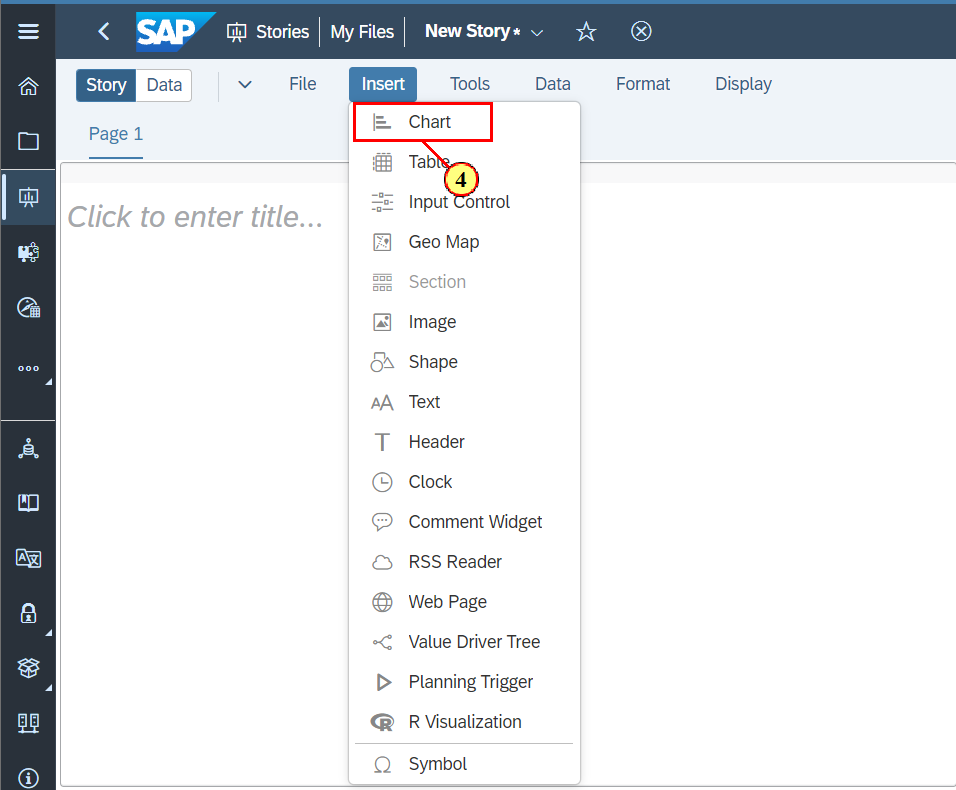 SAP Stories My Files New Story*
Story Data File Insert Tools Data Format Display
Page 1
Click to enter title...
Chart
Table
4
Input Control
Geo Map
Section
Image
Shape
AA Text
T Header
Clock
Comment Widget
RSS Reader
Web Page
Value Driver Tree
Planning Trigger
R R Visualization
Ω Symbol